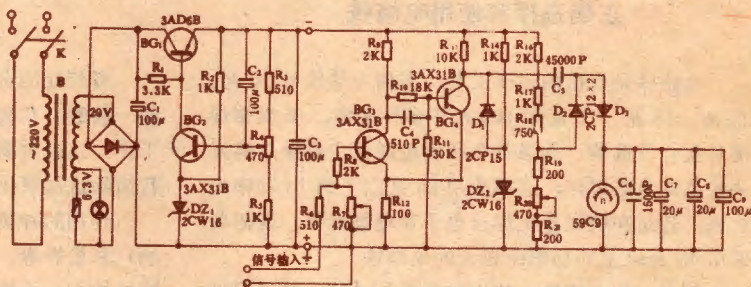 3AD6B
BG₁
K
B
~220V
20V
6.3V
C₁
100μ
R₁
3.3K
R₂
1K
BG₂
3AX31B
DZ₁
2CW16
C₂
100μ
R₃
510
R₄
470
R₅
1K
C₃
100μ
R₉
2K
R₁₀ 18K
BG₃
3AX31B
C₄
510P
R₈
2K
R₆
510
R₇
470
信号输入
R₁₂
100
R₁₁
30K
10K
3AX31B
BG₄
R₁₄
1K
D₁
2CP15
DZ₂
2CW16
R₁₆
2K
R₁₇
1K
R₁₈
750
R₁₉
200
R₂₀
470
R₂₁
200
45000P
C₅
D₂
2CP12×2
D₃
59C9
C₆
1500P
C₇
20μ
C₈
20μ
C₉
100μ